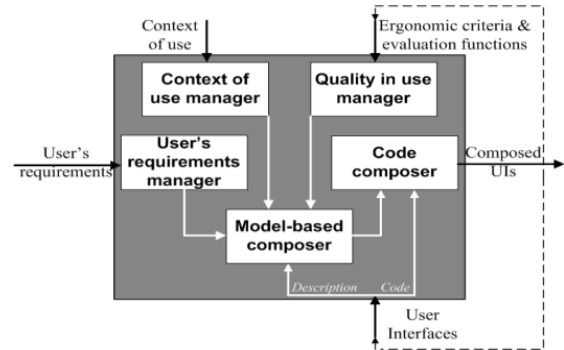 Context
of use
Ergonomic criteria &
evaluation functions
Context of
use manager
Quality in use
manager
User's
requirements
User's
requirements
manager
Code
composer
Composed
UIs
Model-based
composer
Description
Code
User
Interfaces